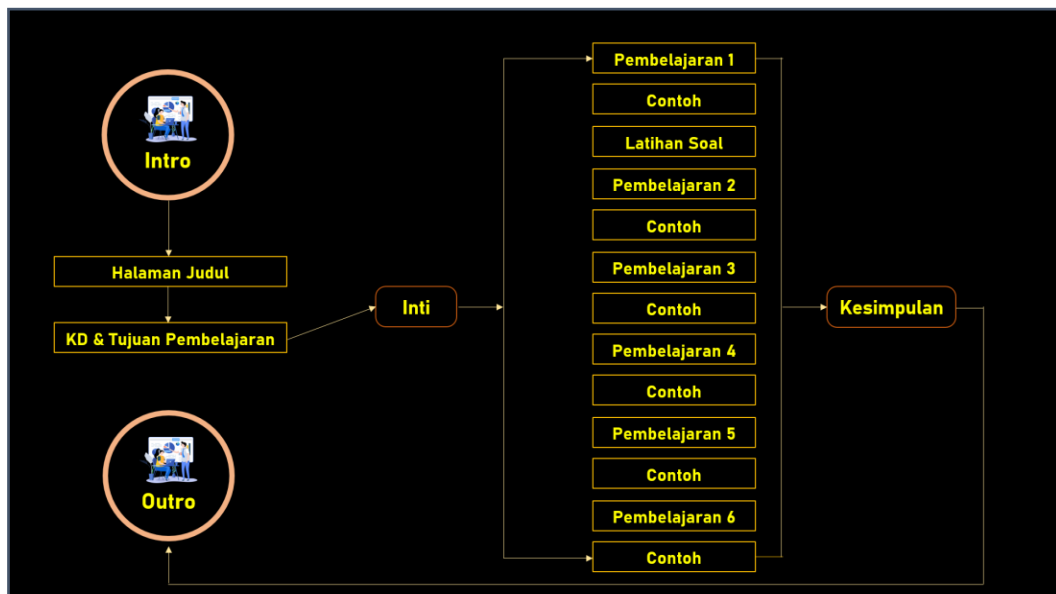 Intro
Halaman Judul
KD & Tujuan Pembelajaran
Inti
Pembelajaran 1
Contoh
Latihan Soal
Pembelajaran 2
Contoh
Pembelajaran 3
Contoh
Pembelajaran 4
Contoh
Pembelajaran 5
Contoh
Pembelajaran 6
Contoh
Kesimpulan
Outro